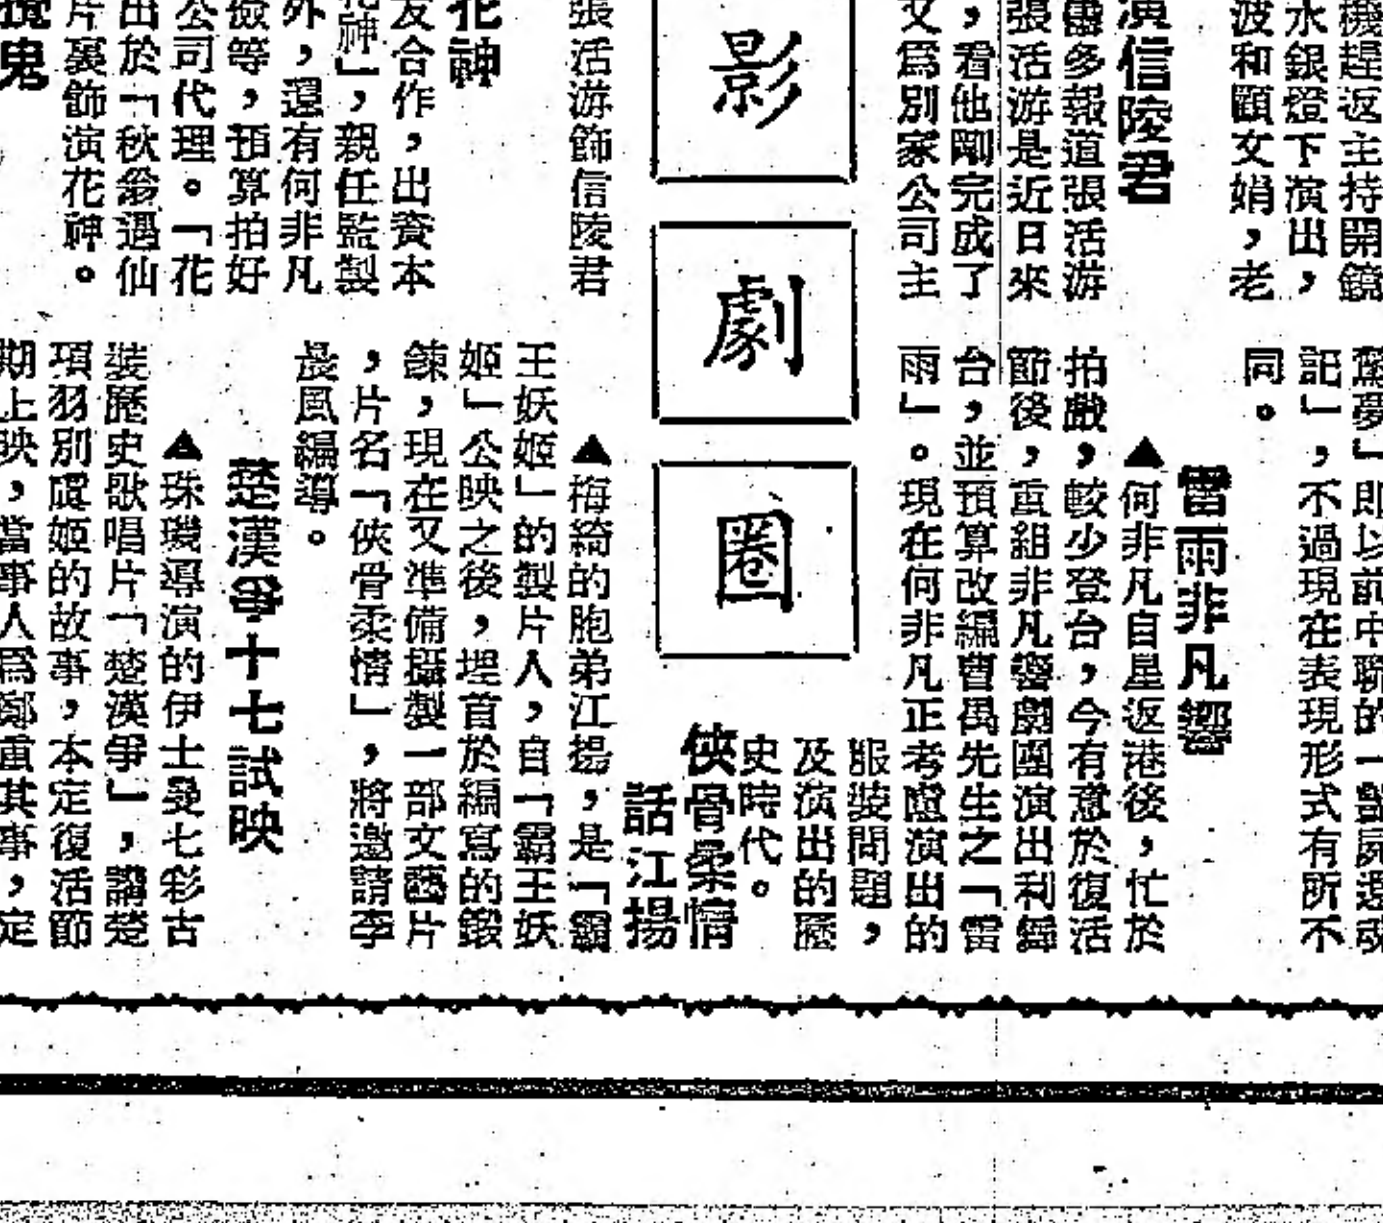 機趕返主持開鏡
水銀燈下演出，
波和顧女娟，老
演信陵君
多報道張活游
張活游是近日來
，看他剛完成了
文爲別家公司主
影劇圈
張活游飾信陵君
花神
友合作，出資本
花神」，親任監製
外，還有何非凡
儉等，預算拍好
公司代理。「花
出於「秋翁遇仙
片裏飾演花神。
鬼
驚夢」即以前中聯的一齣屍還魂
記」，不過現在表現形式有所不
同。
雷雨非凡響
▲何非凡自星返港後，忙於
拍戲，較少登台，今有意於復活
節後，重組非凡響劇團演出利舞
台，並預算改編曹禺先生之「雷
雨」。現在何非凡正考慮演出的
服裝問題，
及演出的歷
史時代。
俠骨柔情
話江揚
▲梅綺的胞弟江揚，是「霸
王妖姬」的製片人，自「霸王妖
姬」公映之後，埋首於編寫的鍛
鍊，現在又準備攝製一部文藝片
，片名「俠骨柔情」，將邀請李
晨風編導。
楚漢爭十七試映
▲珠璣導演的伊士曼七彩古
裝歷史歌唱片「楚漢爭」，講楚
項羽別虞姬的故事，本定復活節
期上映，當事人爲鄭重其事，定